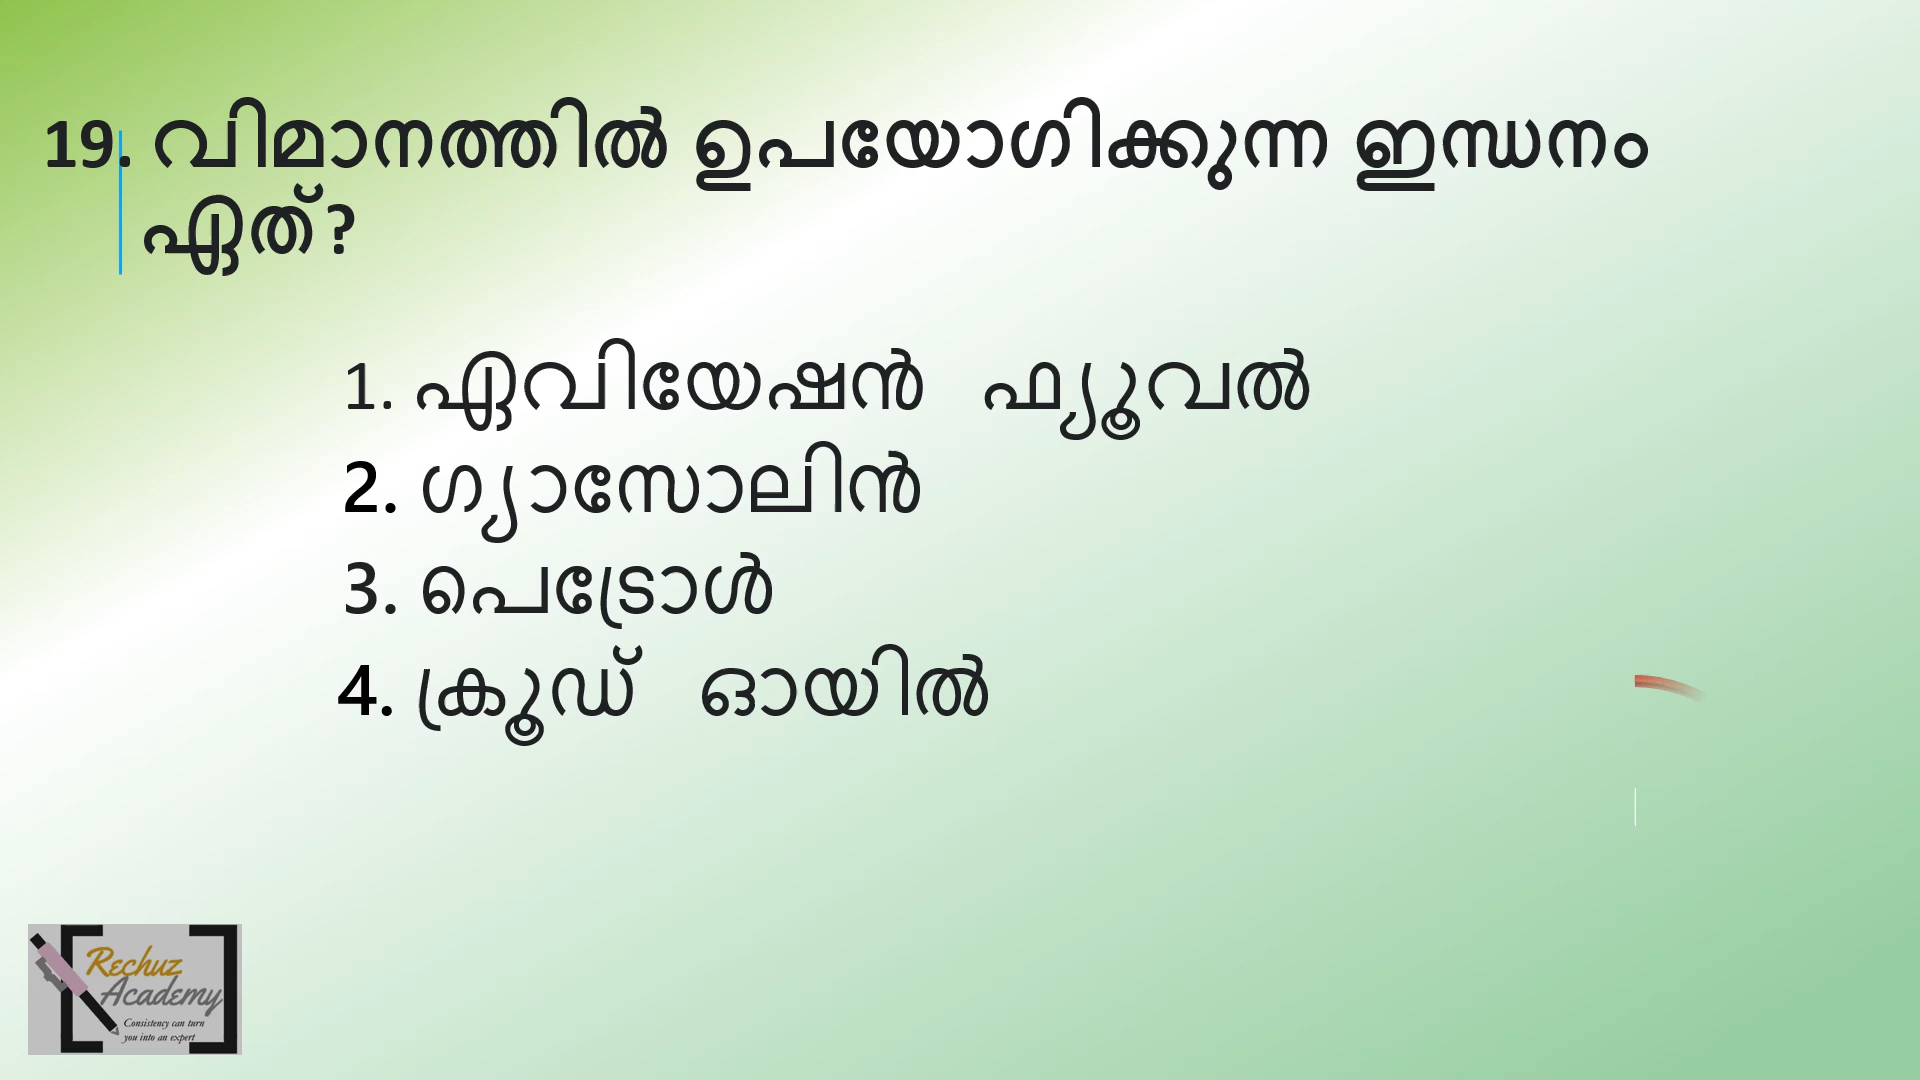 19. വിമാനത്തിൽ ഉപയോഗിക്കുന്ന ഇന്ധനം
ഏത്?
1. ഏവിയേഷൻ ഫ്യൂവൽ
2. ഗ്യാസോലിൻ
3. പെട്രോൾ
4. ക്രൂഡ് ഓയിൽ
Rechuz
Academy
Consistency can turn
you into an expert